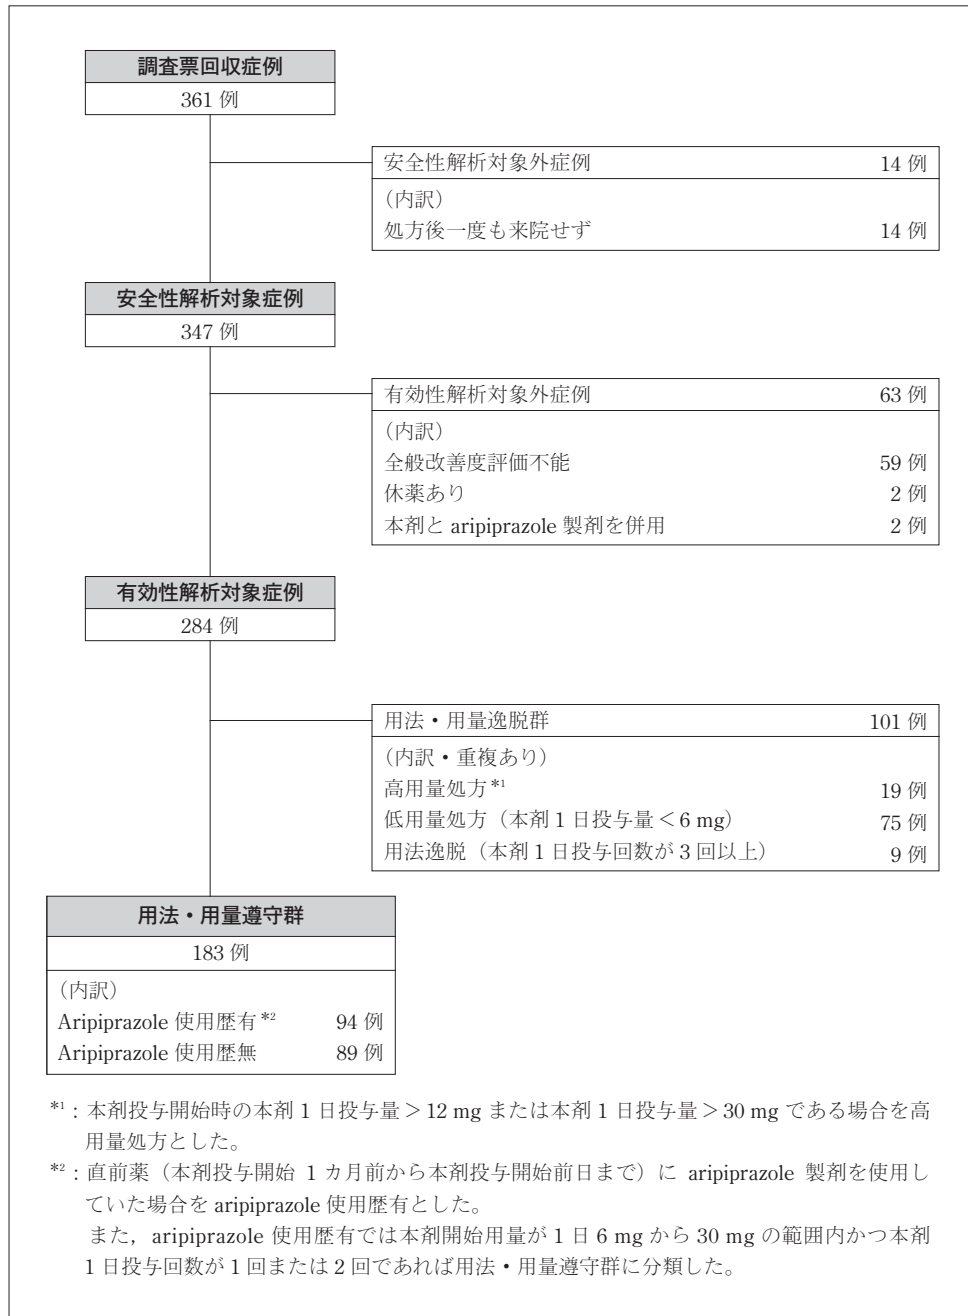 調査票回収症例
361 例
安全性解析対象外症例 14 例
（内訳）
処方後一度も来院せず 14 例
安全性解析対象症例
347 例
有効性解析対象外症例 63 例
（内訳）
全般改善度評価不能 59 例
休薬あり 2 例
本剤と aripiprazole 製剤を併用 2 例
有効性解析対象症例
284 例
用法・用量逸脱群 101 例
（内訳・重複あり）
高用量処方*1 19 例
低用量処方（本剤 1 日投与量＜6 mg） 75 例
用法逸脱（本剤 1 日投与回数が 3 回以上） 9 例
用法・用量遵守群
183 例
（内訳）
Aripiprazole 使用歴有*2 94 例
Aripiprazole 使用歴無 89 例
*1：本剤投与開始時の本剤 1 日投与量＞12 mg または本剤 1 日投与量＞30 mg である場合を高
用量処方とした。
*2：直前薬（本剤投与開始 1 カ月前から本剤投与開始前日まで）に aripiprazole 製剤を使用し
ていた場合を aripiprazole 使用歴有とした。
また，aripiprazole 使用歴有では本剤開始用量が 1 日 6 mg から 30 mg の範囲内かつ本剤
1 日投与回数が 1 回または 2 回であれば用法・用量遵守群に分類した。